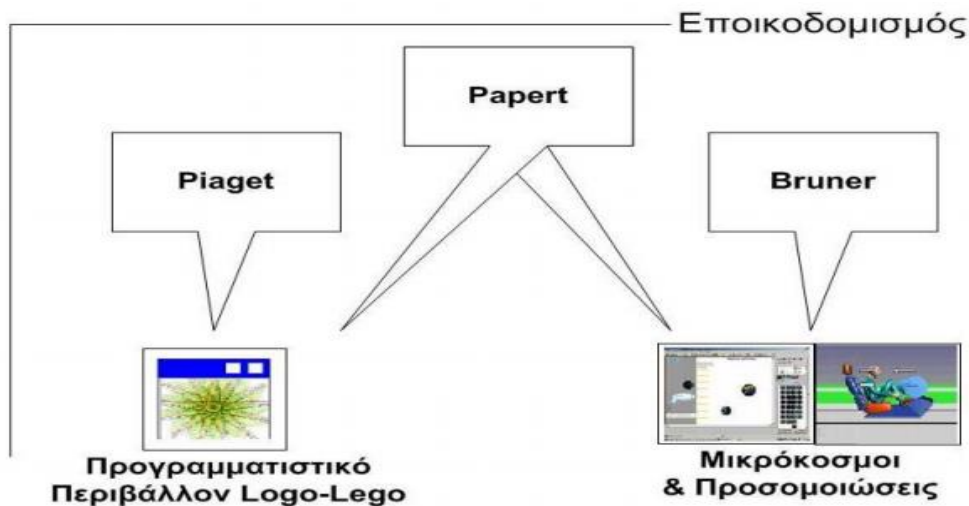 Εποικοδομισμός
Papert
Piaget
Bruner
Προγραμματιστικό
Περιβάλλον Logo-Lego
Μικρόκοσμοι
& Προσομοιώσεις